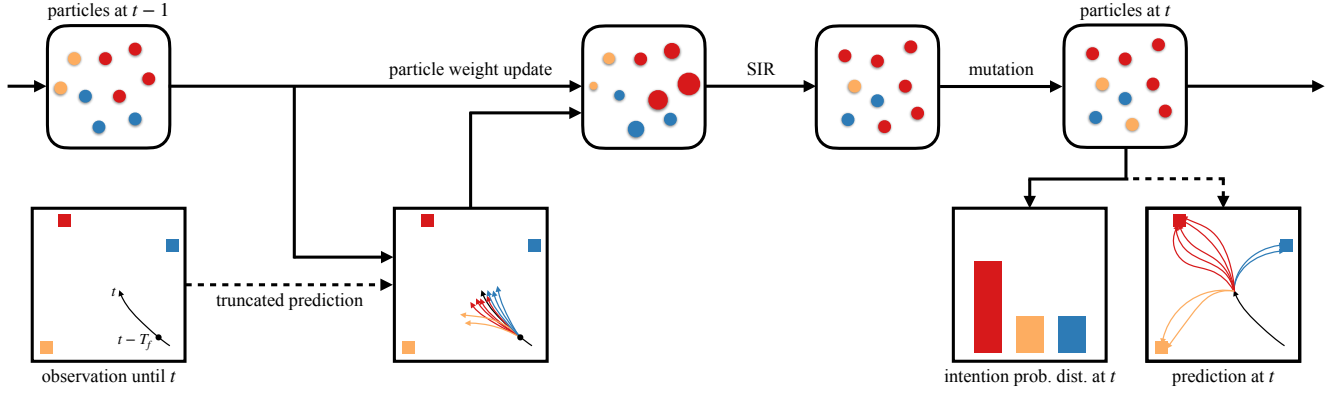 particles at t − 1
particles at t
particle weight update
SIR
mutation
t
t − T_f
truncated prediction
observation until t
intention prob. dist. at t
prediction at t